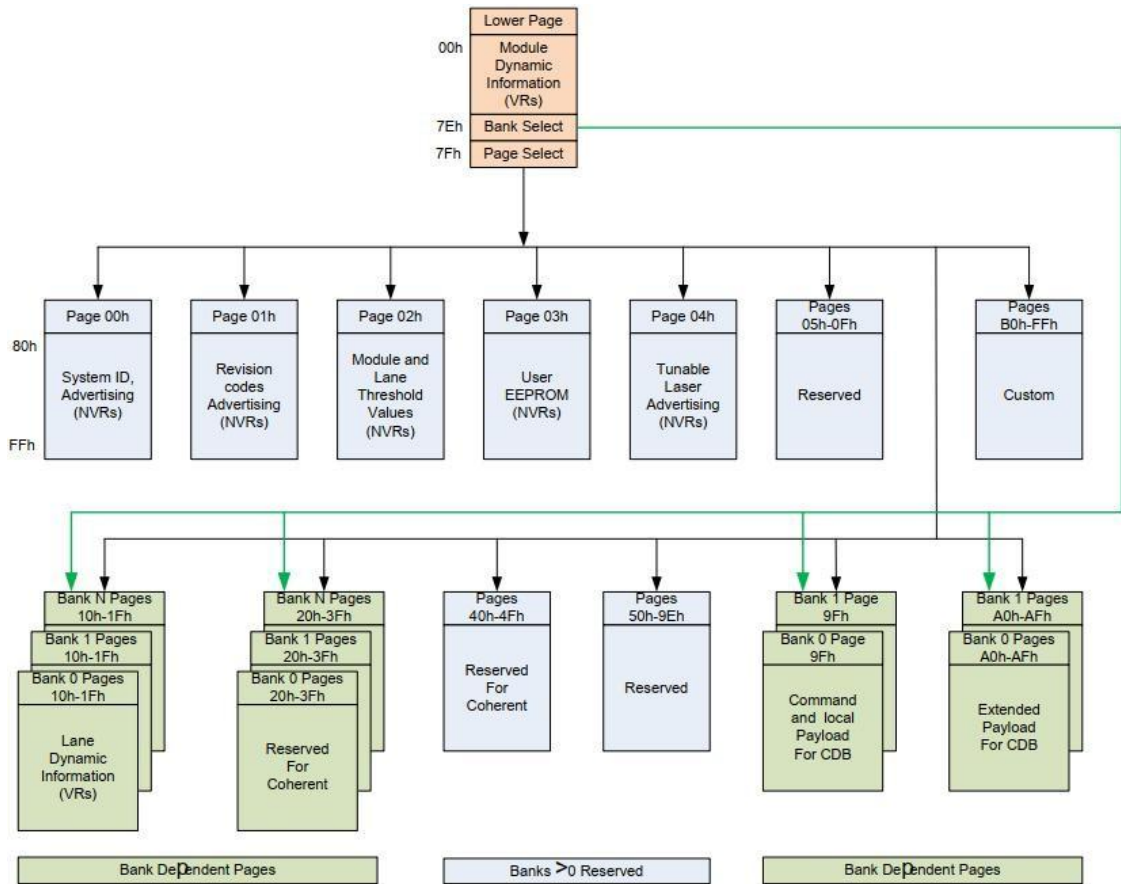 Lower Page
00h
Module
Dynamic
Information
(VRs)
7Eh
Bank Select
7Fh
Page Select
Page 00h
Page 01h
Page 02h
Page 03h
Page 04h
Pages
05h-0Fh
Pages
B0h-FFh
80h
System ID,
Advertising
(NVRs)
FFh
Revision
codes
Advertising
(NVRs)
Module and
Lane
Threshold
Values
(NVRs)
User
EEPROM
(NVRs)
Tunable
Laser
Advertising
(NVRs)
Reserved
Custom
Bank N Pages
10h-1Fh
Bank 1 Pages
10h-1Fh
Bank 0 Pages
10h-1Fh
Lane
Dynamic
Information
(VRs)
Bank N Pages
20h-3Fh
Bank 1 Pages
20h-3Fh
Bank 0 Pages
20h-3Fh
Reserved
For
Coherent
Pages
40h-4Fh
Reserved
For
Coherent
Pages
50h-9Eh
Reserved
Bank 1 Page
9Fh
Bank 0 Page
9Fh
Command
and local
Payload
For CDB
Bank 1 Pages
A0h-AFh
Bank 0 Pages
A0h-AFh
Extended
Payload
For CDB
Bank Dependent Pages
Banks >0 Reserved
Bank Dependent Pages